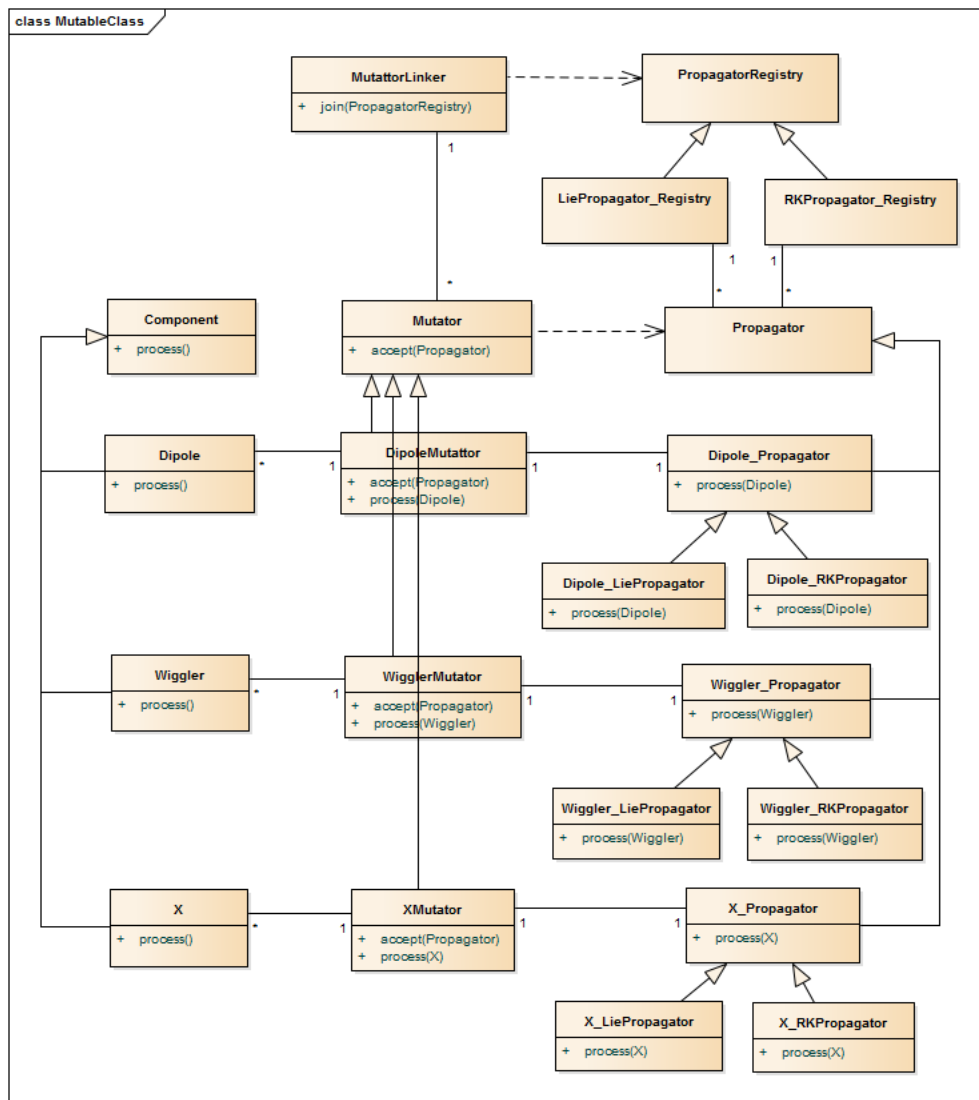 class MutableClass
MutattorLinker
+ join(PropagatorRegistry)
PropagatorRegistry
1
LiePropagator_Registry
RKPropagator_Registry
1
1
*
*
*
Component
+ process()
Mutator
+ accept(Propagator)
Propagator
Dipole
+ process()
*
1
DipoleMutattor
+ accept(Propagator)
+ process(Dipole)
1
1
Dipole_Propagator
+ process(Dipole)
Dipole_LiePropagator
+ process(Dipole)
Dipole_RKPropagator
+ process(Dipole)
Wiggler
+ process()
*
1
WigglerMutator
+ accept(Propagator)
+ process(Wiggler)
1
1
Wiggler_Propagator
+ process(Wiggler)
Wiggler_LiePropagator
+ process(Wiggler)
Wiggler_RKPropagator
+ process(Wiggler)
X
+ process()
*
1
XMutator
+ accept(Propagator)
+ process(X)
1
1
X_Propagator
+ process(X)
X_LiePropagator
+ process(X)
X_RKPropagator
+ process(X)